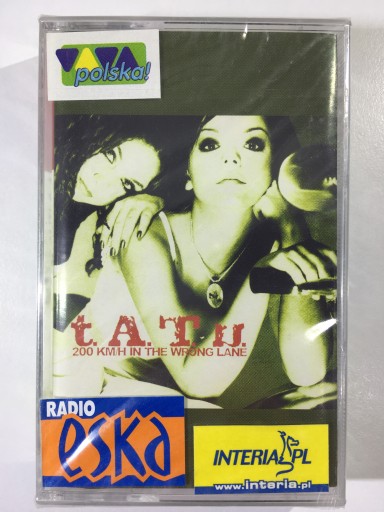 VIVA
polska!
t.A.T.u.
200 KM/H IN THE WRONG LANE
RADIO
eska
INTERIA.PL
www.interia.pl